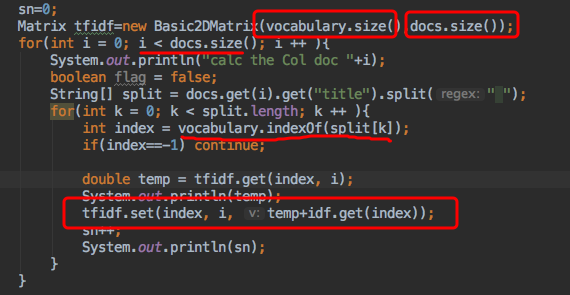 sn=0;
Matrix tfidf=new Basic2DMatrix(vocabulary.size(),docs.size());
for(int i = 0; i < docs.size(); i ++ ){
System.out.println("calc the Col doc "+i);
boolean flag = false;
String[] split = docs.get(i).get("title").split( regex: " ");
for(int k = 0; k < split.length; k ++ ){
int index = vocabulary.indexOf(split[k]);
if(index==-1) continue;
double temp = tfidf.get(index, i);
System.out.println(temp);
tfidf.set(index, i, v: temp+idf.get(index));
sn++;
System.out.println(sn);
}
}